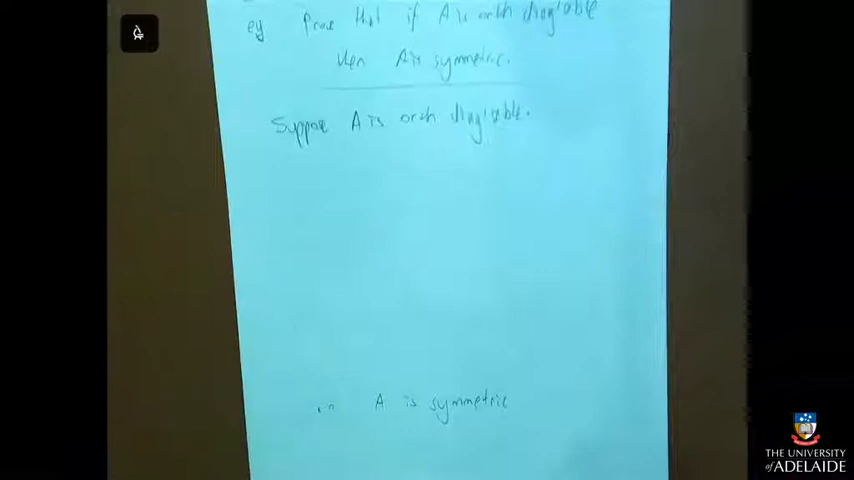 eg Prove that if A is orth diag'able
then A is symmetric.
Suppose A is orth diag'able.
∴ A is symmetric
THE UNIVERSITY
of ADELAIDE